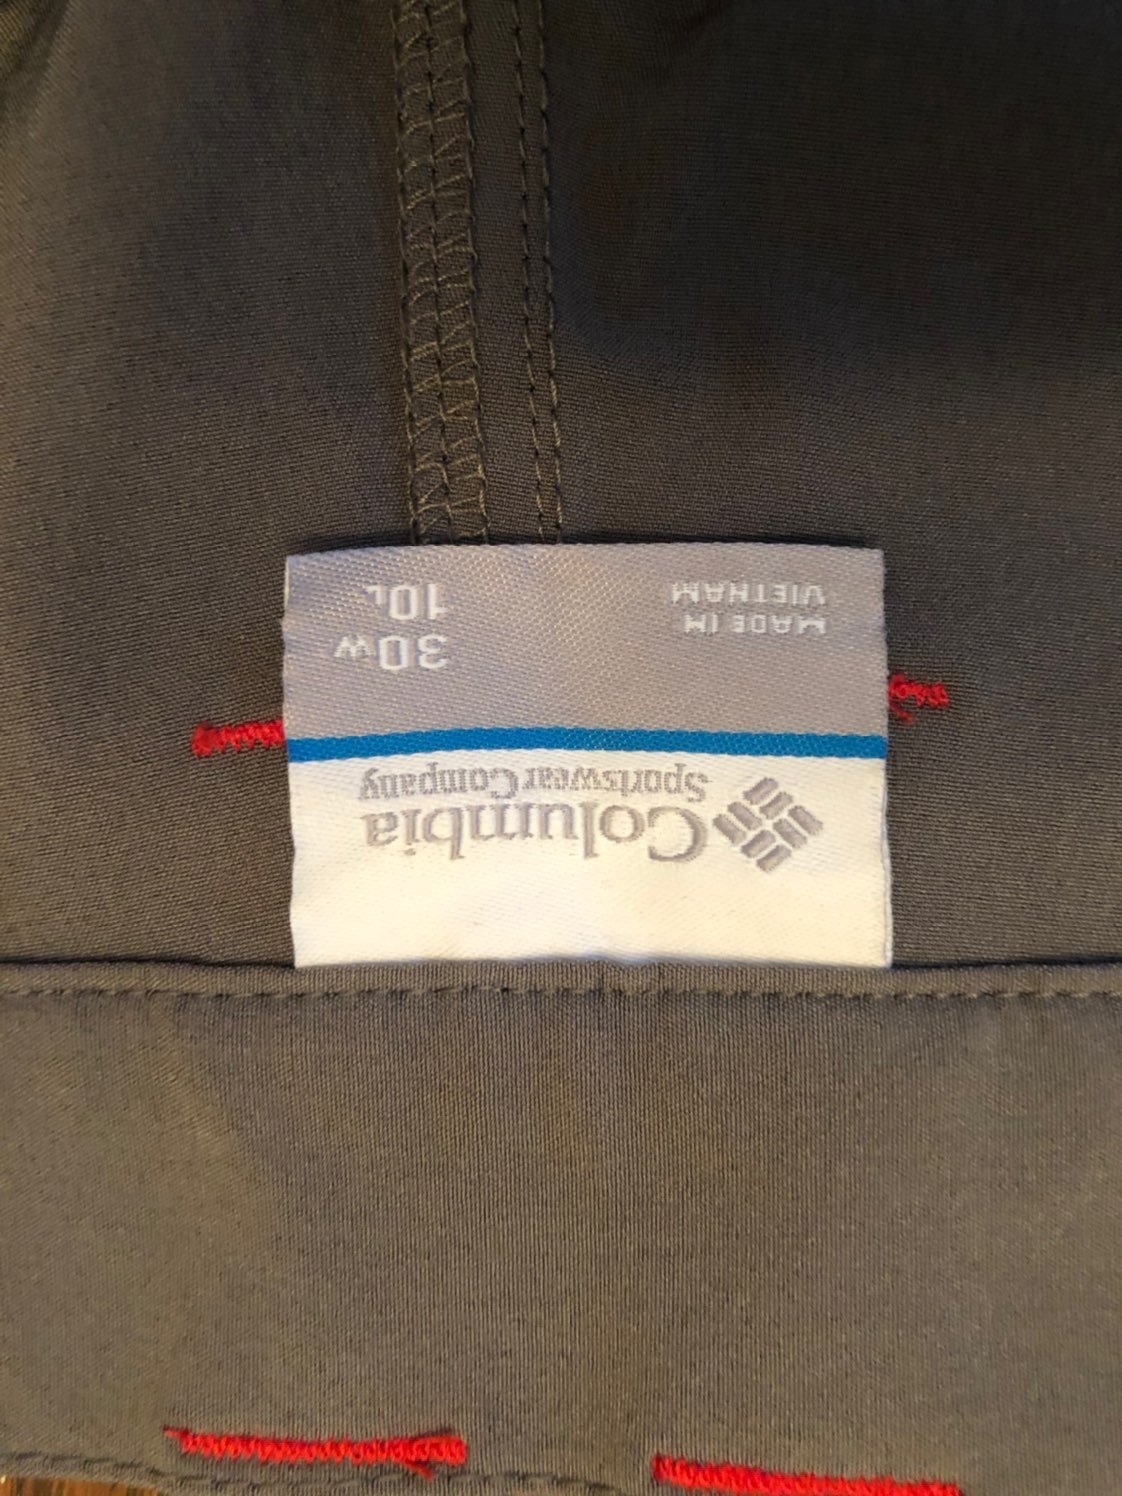 Columbia
Sportswear Company
30W
10L
MADE IN
VIETNAM